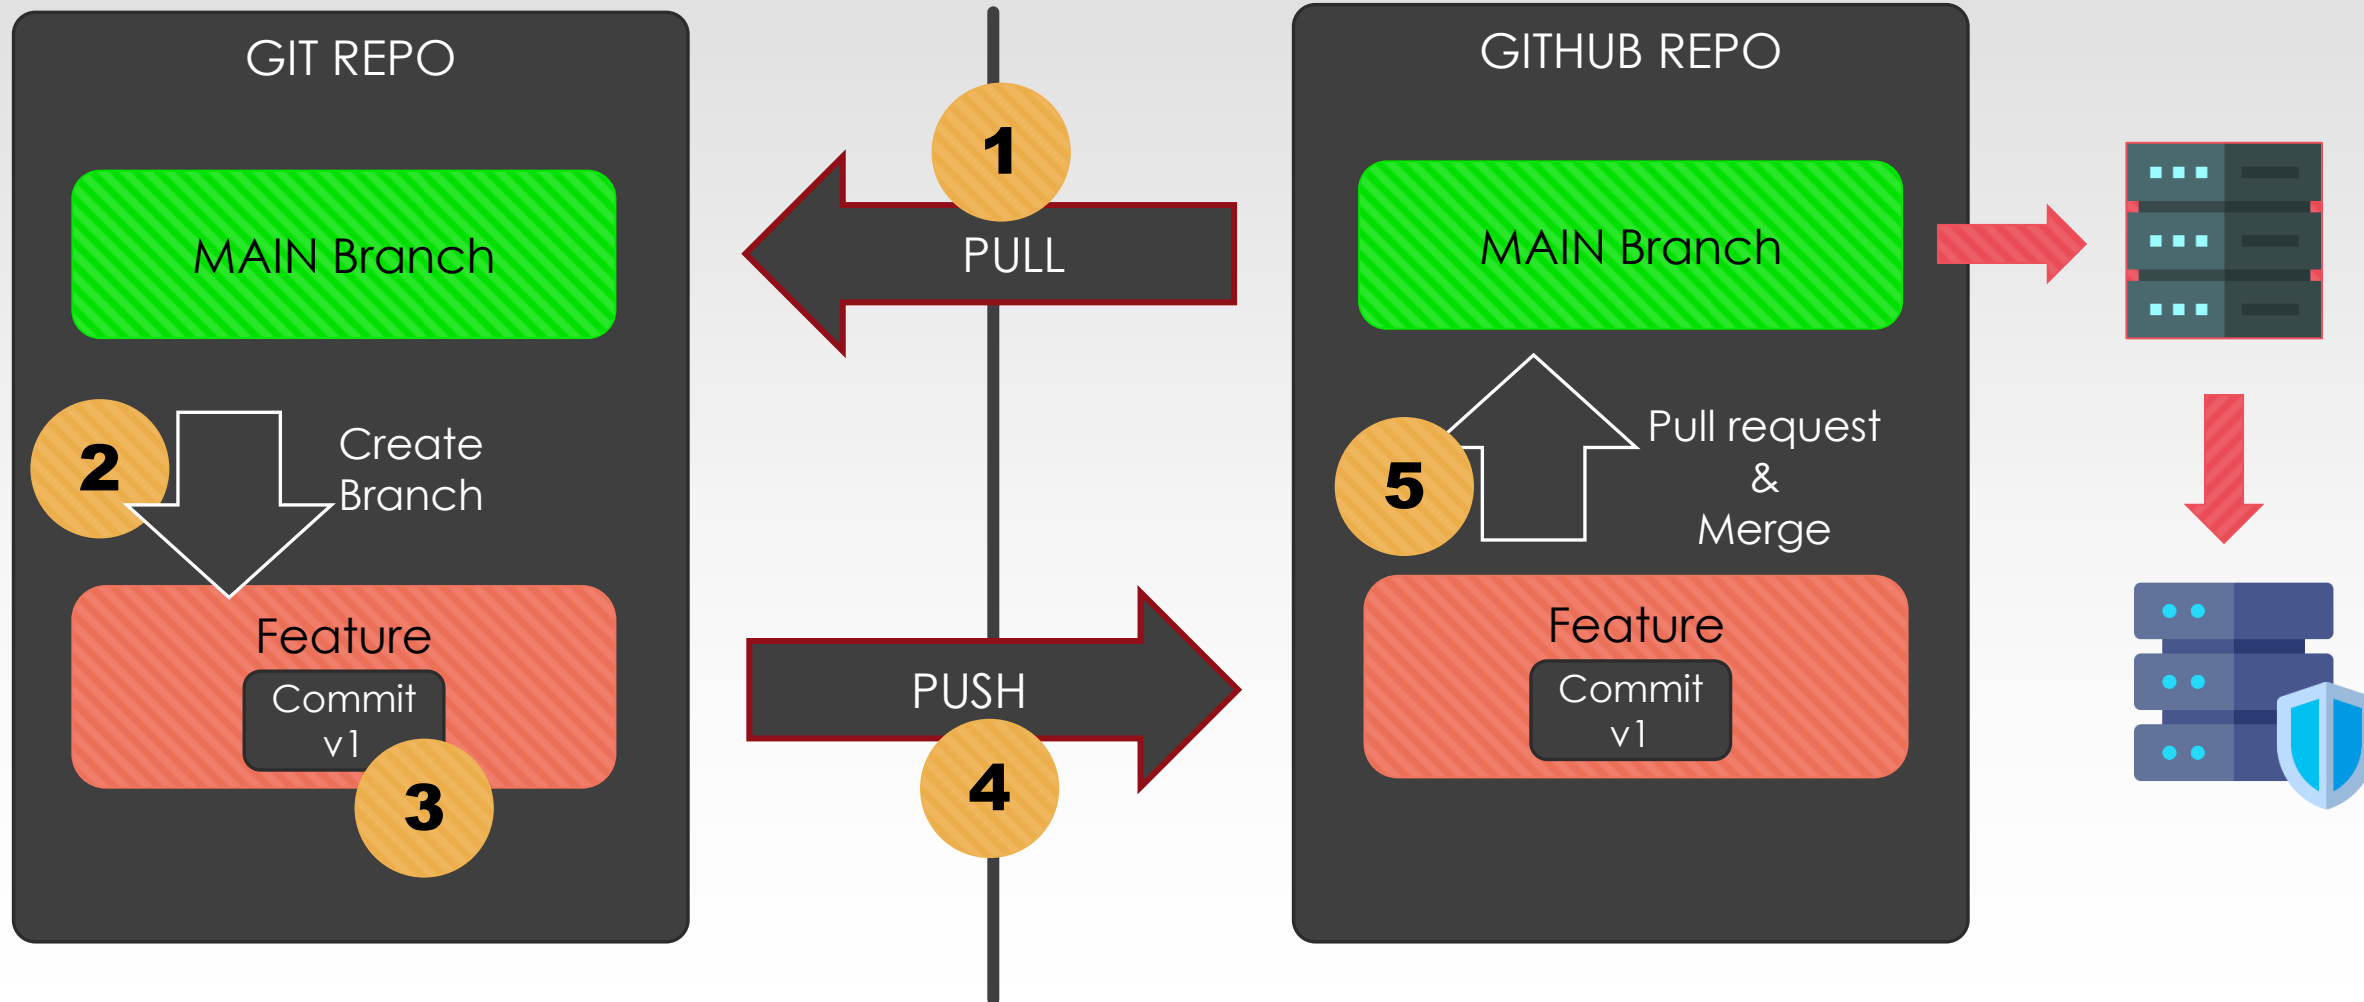 GIT REPO
MAIN Branch
2
Create
Branch
Feature
Commit
v1
3
1
PULL
PUSH
4
GITHUB REPO
MAIN Branch
5
Pull request
&
Merge
Feature
Commit
v1